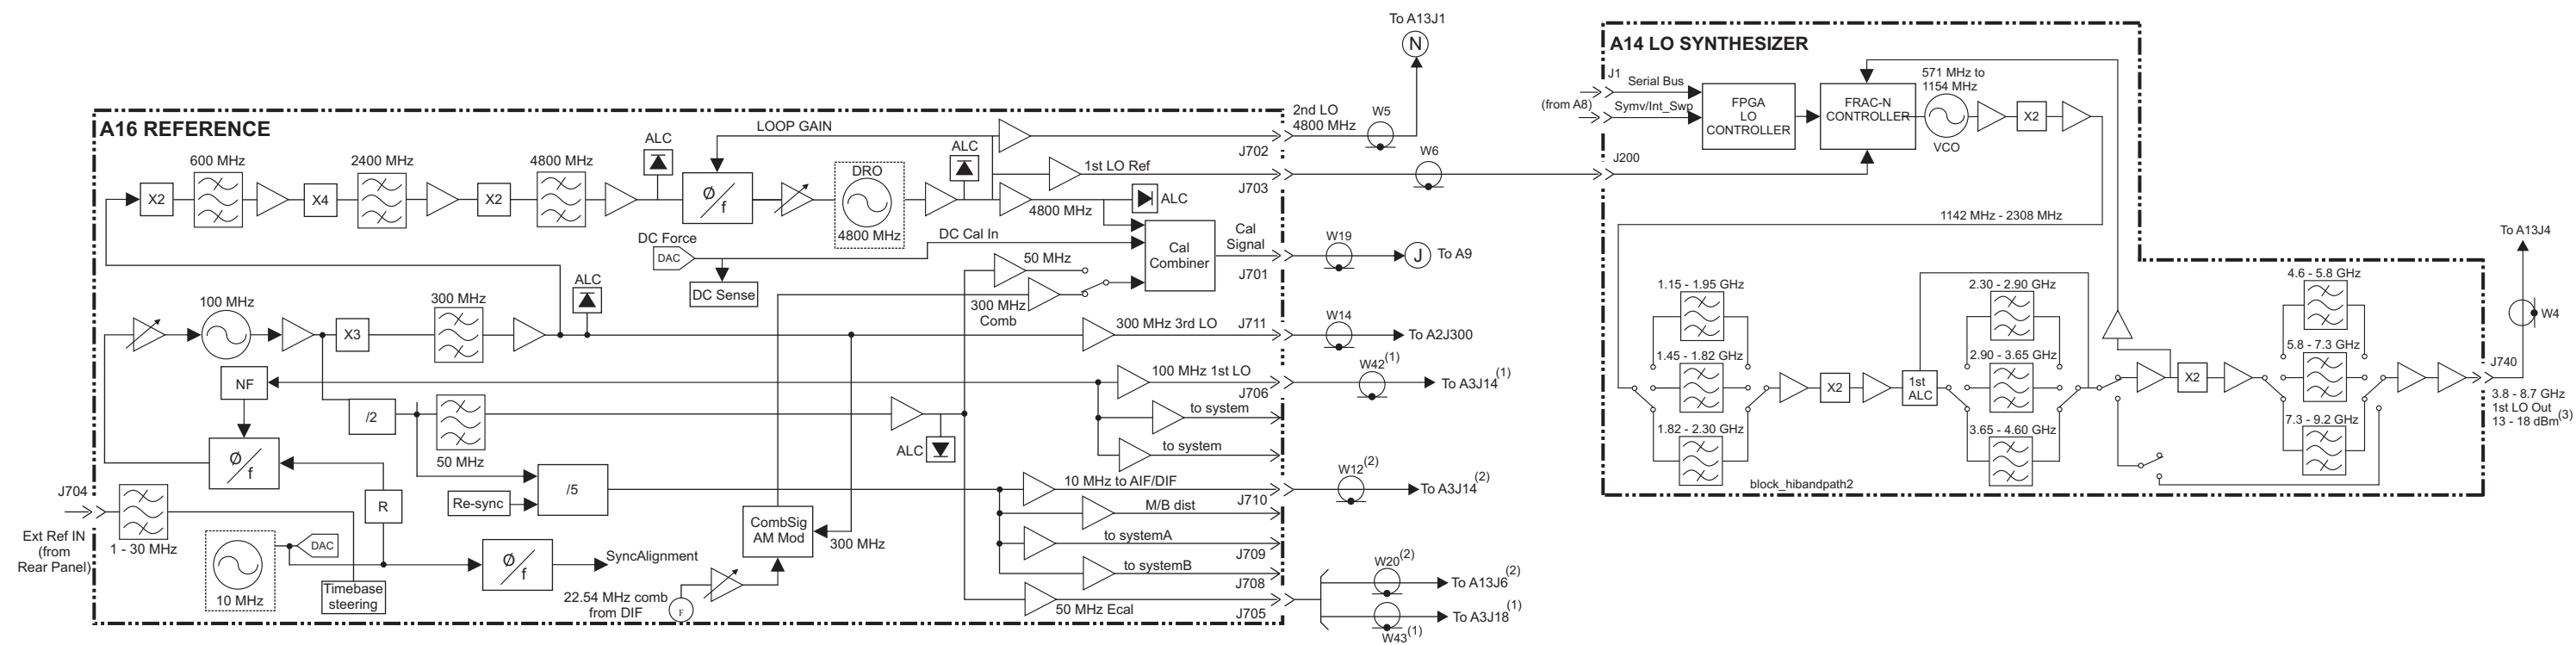 To A13J1
N
A14 LO SYNTHESIZER
J1
Serial Bus
(from A8)
Symv/Int_Swp
FPGA
LO
CONTROLLER
FRAC-N
CONTROLLER
571 MHz to
1154 MHz
VCO
X2
J200
1142 MHz - 2308 MHz
A16 REFERENCE
LOOP GAIN
2nd LO
4800 MHz
W5
J702
600 MHz
2400 MHz
4800 MHz
ALC
ALC
DRO
1st LO Ref
W6
J703
X2
X4
X2
Ø/f
4800 MHz
4800 MHz
ALC
DC Force
DAC
DC Cal In
DC Sense
Cal
Combiner
Cal
Signal
J701
W19
J
To A9
50 MHz
300 MHz
Comb
100 MHz
300 MHz
ALC
X3
300 MHz 3rd LO
J711
W14
To A2J300
NF
100 MHz 1st LO
J706
W42(1)
To A3J14(1)
/2
50 MHz
ALC
to system
to system
Ø/f
Re-sync
/5
10 MHz to AIF/DIF
J710
W12(2)
To A3J14(2)
J704
Ext Ref IN
(from
Rear Panel)
1 - 30 MHz
R
M/B dist
CombSig
AM Mod
300 MHz
to systemA
J709
DAC
10 MHz
Timebase
steering
Ø/f
SyncAlignment
to systemB
J708
22.54 MHz comb
from DIF
F
50 MHz Ecal
J705
W20(2)
To A13J6(2)
W43(1)
To A3J18(1)
1.15 - 1.95 GHz
1.45 - 1.82 GHz
1.82 - 2.30 GHz
X2
1st
ALC
2.30 - 2.90 GHz
2.90 - 3.65 GHz
3.65 - 4.60 GHz
X2
4.6 - 5.8 GHz
5.8 - 7.3 GHz
7.3 - 9.2 GHz
To A13J4
W4
J740
3.8 - 8.7 GHz
1st LO Out
13 - 18 dBm(3)
block_hibandpath2